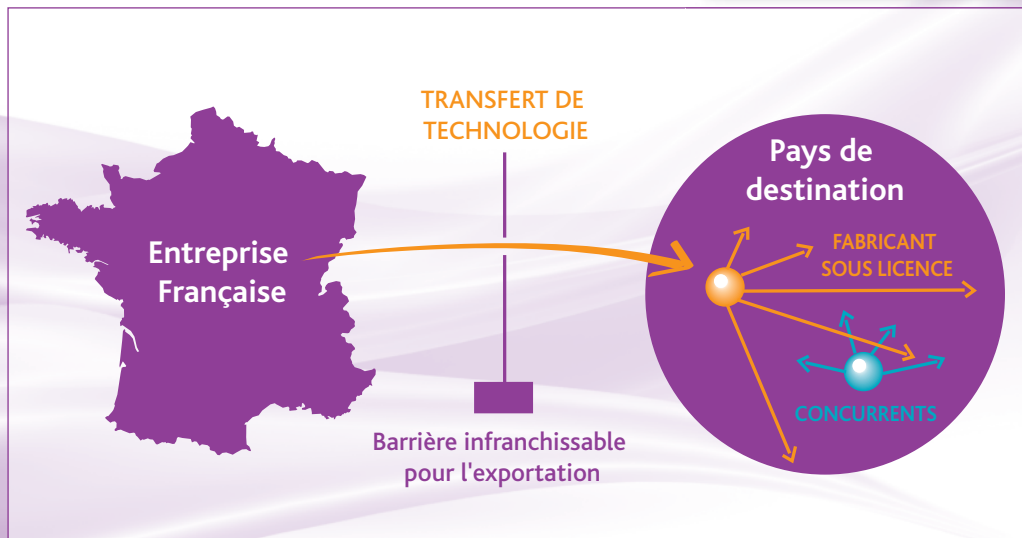 TRANSFERT DE
TECHNOLOGIE
Entreprise
Française
Barrière infranchissable
pour l'exportation
Pays de
destination
FABRICANT
SOUS LICENCE
CONCURRENTS